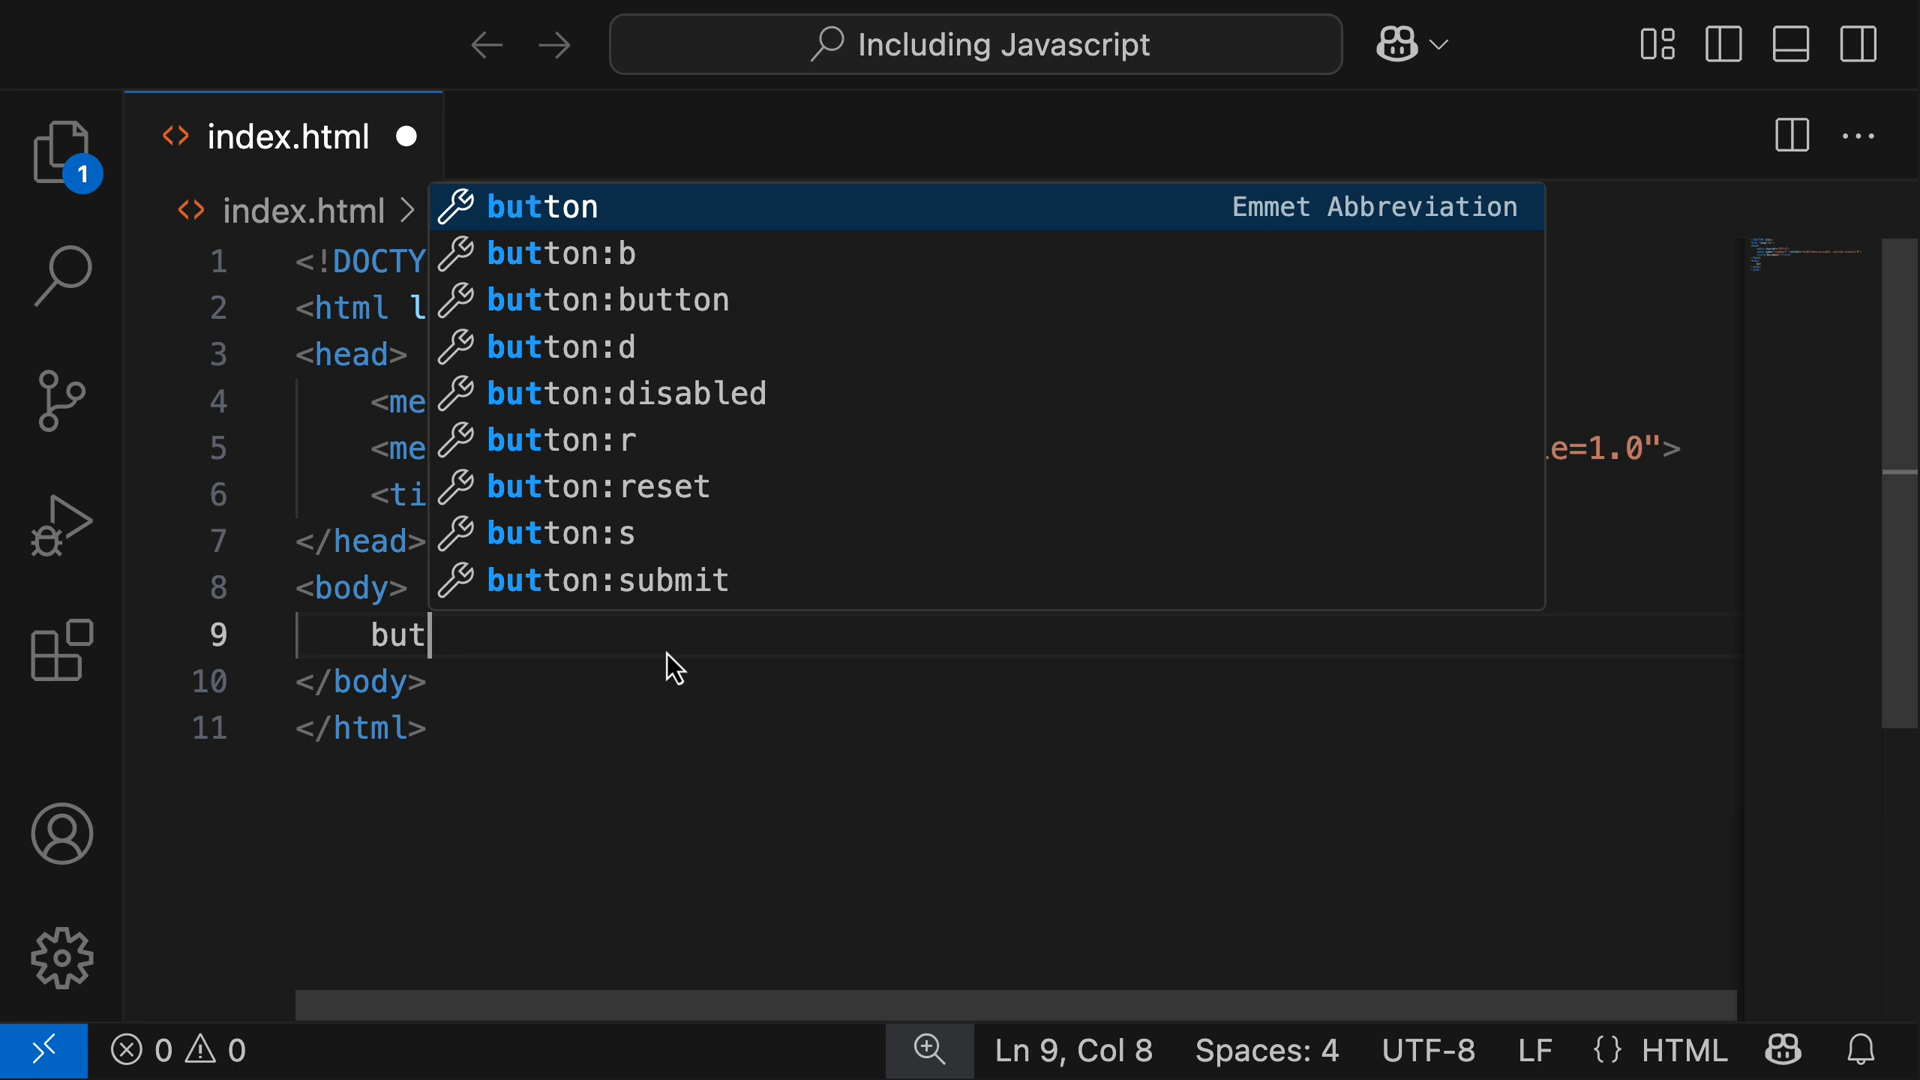 Including Javascript
index.html
1
index.html >
button Emmet Abbreviation
button:b
button:button
button:d
button:disabled
button:r
button:reset
button:s
button:submit
1 <!DOCTY
2 <html l
3 <head>
4 <me
5 <me e=1.0">
6 <ti
7 </head>
8 <body>
9 but
10 </body>
11 </html>
0 0 Ln 9, Col 8 Spaces: 4 UTF-8 LF {} HTML